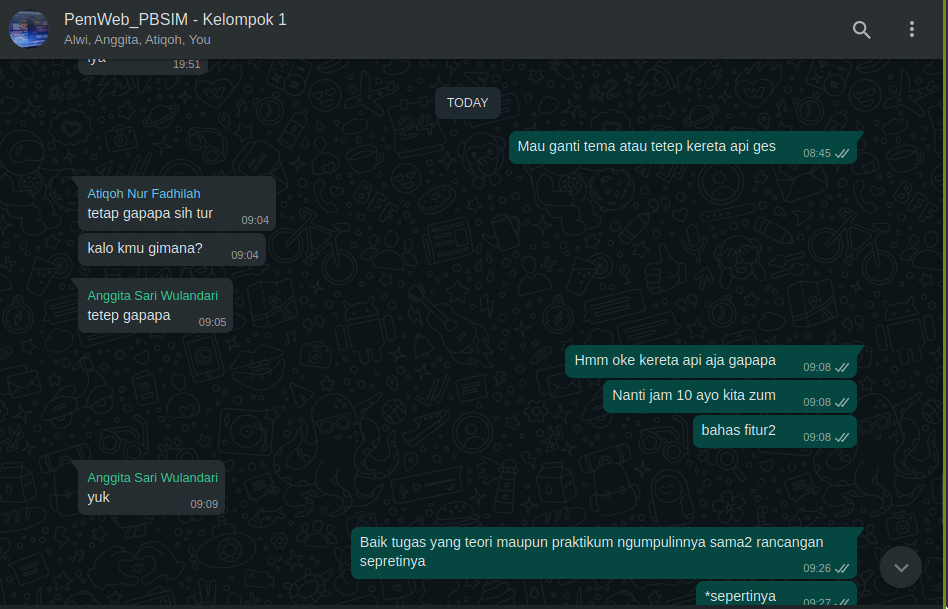 PemWeb_PBSIM - Kelompok 1
Alwi, Anggita, Atiqoh, You
iya
19:51
TODAY
Mau ganti tema atau tetep kereta api ges
08:45
Atiqoh Nur Fadhilah
tetap gapapa sih tur
09:04
kalo kmu gimana?
09:04
Anggita Sari Wulandari
tetep gapapa
09:05
Hmm oke kereta api aja gapapa
09:08
Nanti jam 10 ayo kita zum
09:08
bahas fitur2
09:08
Anggita Sari Wulandari
yuk
09:09
Baik tugas yang teori maupun praktikum ngumpulinnya sama2 rancangan
sepretinya
09:26
*sepertinya
09:27